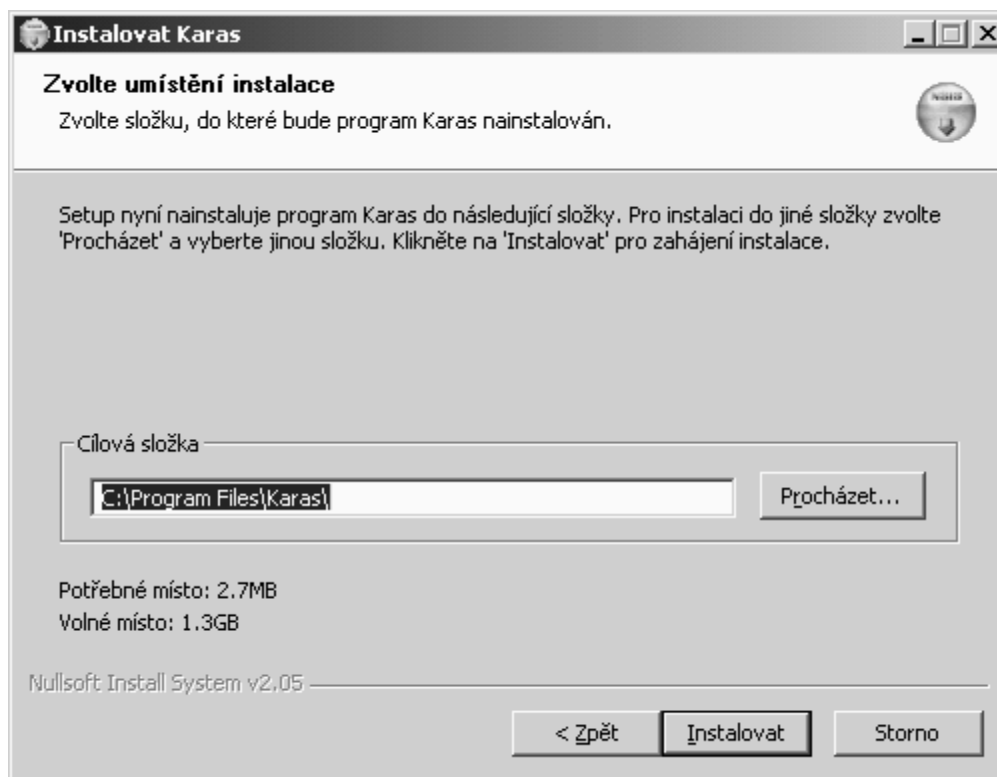 Instalovat Karas
Zvolte umístění instalace
Zvolte složku, do které bude program Karas nainstalován.
Setup nyní nainstaluje program Karas do následující složky. Pro instalaci do jiné složky zvolte
'Procházet' a vyberte jinou složku. Klikněte na 'Instalovat' pro zahájení instalace.
Cílová složka
C:\Program Files\Karas\
Procházet...
Potřebné místo: 2.7MB
Volné místo: 1.3GB
Nullsoft Install System v2.05
< Zpět
Instalovat
Storno